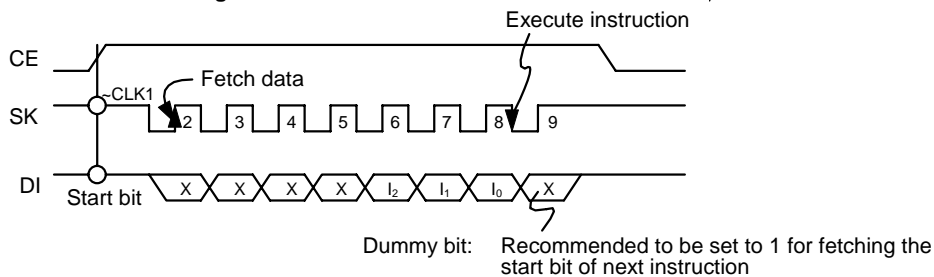 Execute instruction
CE
Fetch data
~CLK1
SK
2 3 4 5 6 7 8 9
DI
X X X X I₂ I₁ I₀ X
Start bit
Dummy bit: Recommended to be set to 1 for fetching the
start bit of next instruction